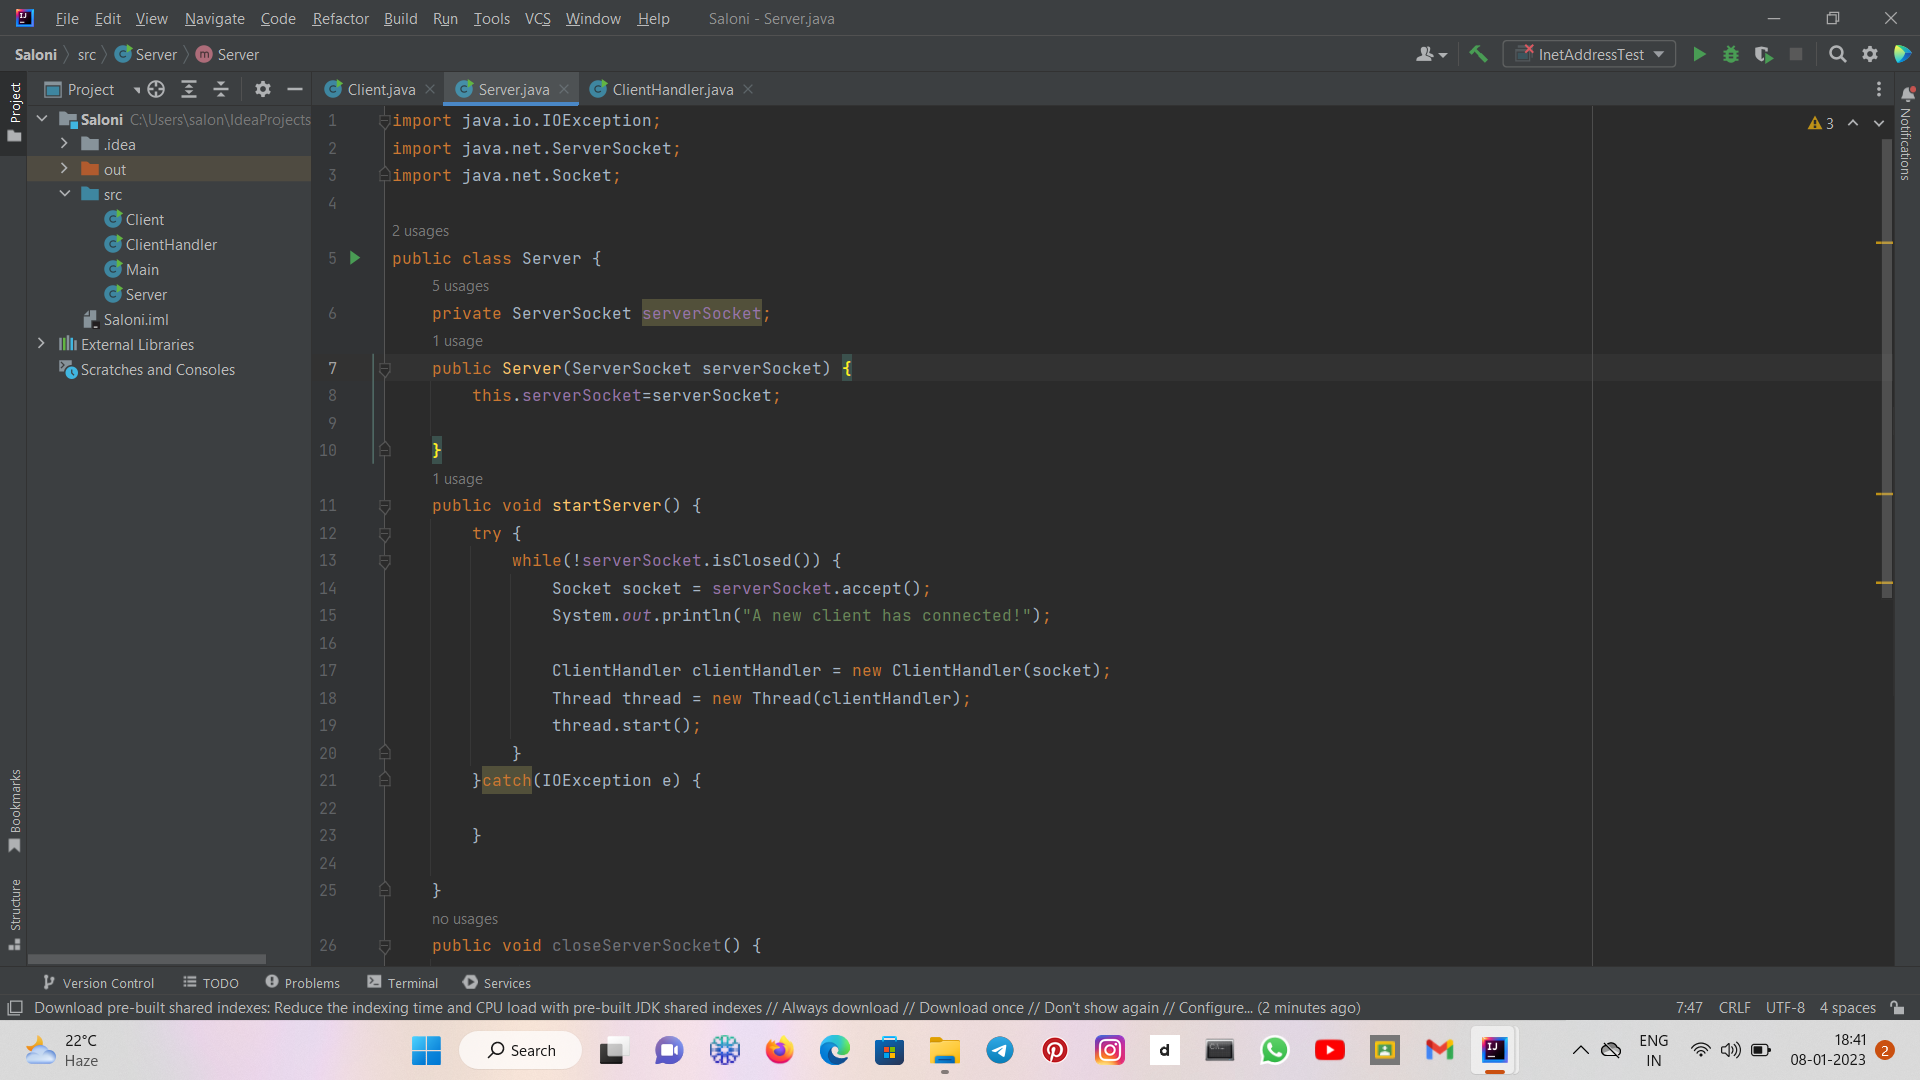 File Edit View Navigate Code Refactor Build Run Tools VCS Window Help Saloni - Server.java
Saloni src Server m Server InetAddressTest
Project Client.java Server.java ClientHandler.java
Project
Saloni C:\Users\salon\IdeaProjects
.idea
out
src
Client
ClientHandler
Main
Server
Saloni.iml
External Libraries
Scratches and Consoles
Bookmarks
Structure
3
Notifications
1 import java.io.IOException;
2 import java.net.ServerSocket;
3 import java.net.Socket;
4
2 usages
5 public class Server {
5 usages
6 private ServerSocket serverSocket;
1 usage
7 public Server(ServerSocket serverSocket) {
8 this.serverSocket=serverSocket;
9
10 }
1 usage
11 public void startServer() {
12 try {
13 while(!serverSocket.isClosed()) {
14 Socket socket = serverSocket.accept();
15 System.out.println("A new client has connected!");
16
17 ClientHandler clientHandler = new ClientHandler(socket);
18 Thread thread = new Thread(clientHandler);
19 thread.start();
20 }
21 }catch(IOException e) {
22
23 }
24
25 }
no usages
26 public void closeServerSocket() {
Version Control TODO Problems Terminal Services
Download pre-built shared indexes: Reduce the indexing time and CPU load with pre-built JDK shared indexes // Always download // Download once // Don't show again // Configure... (2 minutes ago) 7:47 CRLF UTF-8 4 spaces
22°C
Haze
Search
ENG
IN
18:41
08-01-2023
2